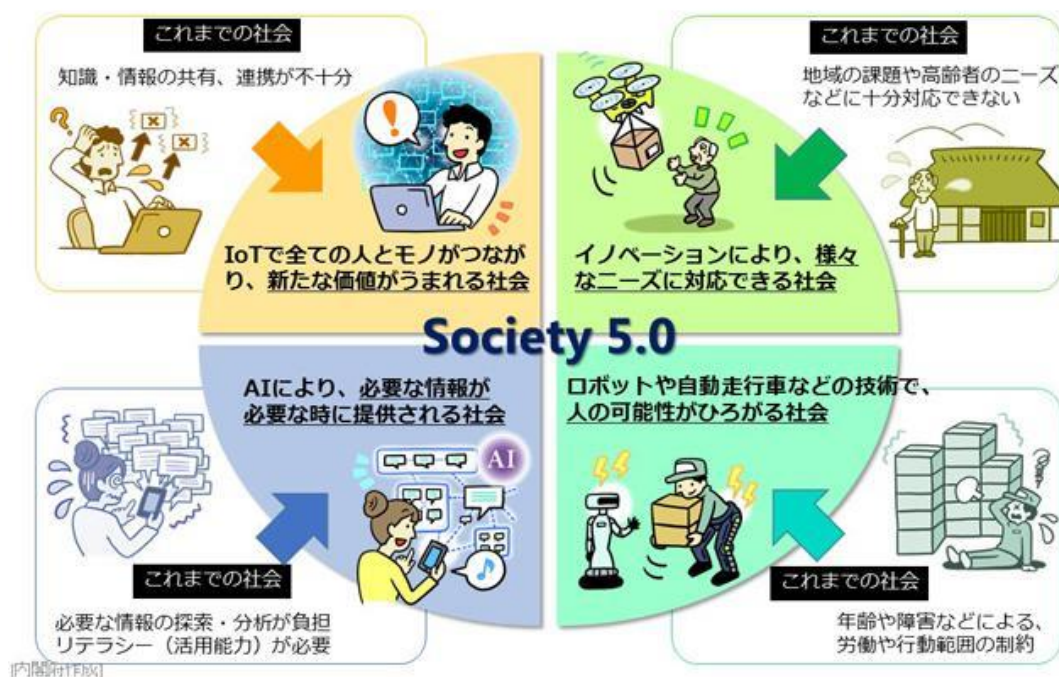 これまでの社会
知識・情報の共有、連携が不十分
IoTで全ての人とモノがつなが
り、新たな価値がうまれる社会
これまでの社会
地域の課題や高齢者のニーズ
などに十分対応できない
イノベーションにより、様々
なニーズに対応できる社会
Society 5.0
AIにより、必要な情報が
必要な時に提供される社会
AI
これまでの社会
必要な情報の探索・分析が負担
リテラシー（活用能力）が必要
ロボットや自動走行車などの技術で、
人の可能性がひろがる社会
これまでの社会
年齢や障害などによる、
労働や行動範囲の制約
[内閣府作成]